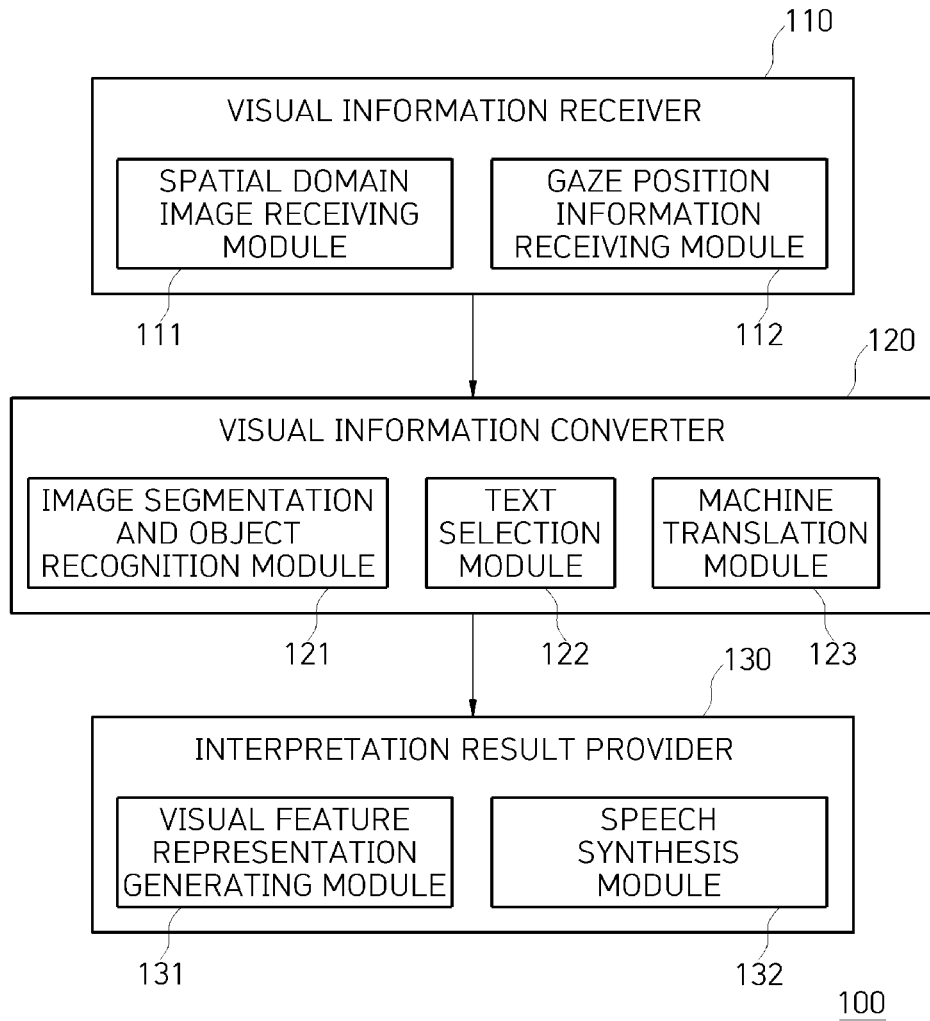 110
VISUAL INFORMATION RECEIVER
SPATIAL DOMAIN
IMAGE RECEIVING
MODULE
GAZE POSITION
INFORMATION
RECEIVING MODULE
111
112
120
VISUAL INFORMATION CONVERTER
IMAGE SEGMENTATION
AND OBJECT
RECOGNITION MODULE
TEXT
SELECTION
MODULE
MACHINE
TRANSLATION
MODULE
121
122
123
130
INTERPRETATION RESULT PROVIDER
VISUAL FEATURE
REPRESENTATION
GENERATING MODULE
SPEECH
SYNTHESIS
MODULE
131
132
100